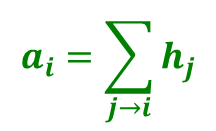 a_i = ∑_{j→i} h_j